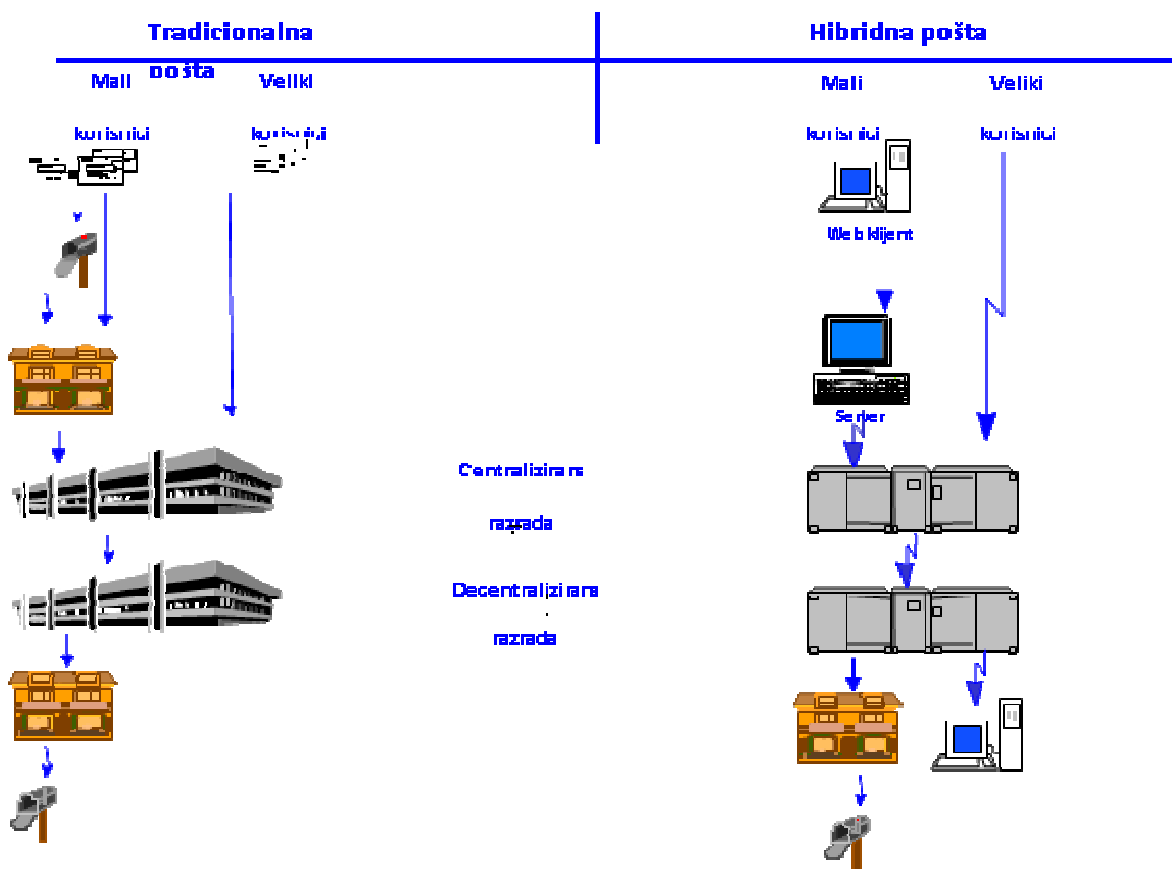 Tradicionalna
pošta
Hibridna pošta
Mali
korisnici
Veliki
korisnici
Mali
korisnici
Veliki
korisnici
Web klijent
Server
Centralizirana
razrada
Decentralizirana
razrada